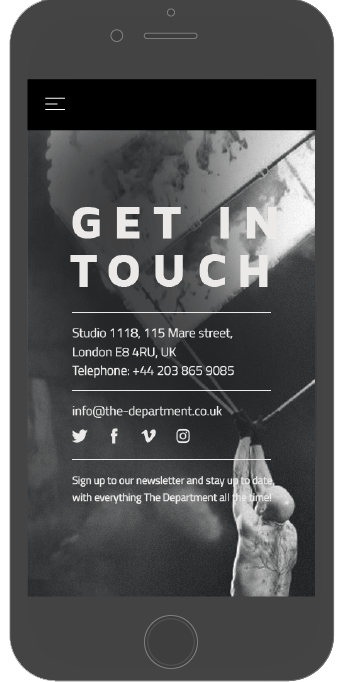 GET IN
TOUCH
Studio 1118, 115 Mare street,
London E8 4RU, UK
Telephone: +44 203 865 9085
info@the-department.co.uk
Sign up to our newsletter and stay up to date,
with everything The Department all the time!